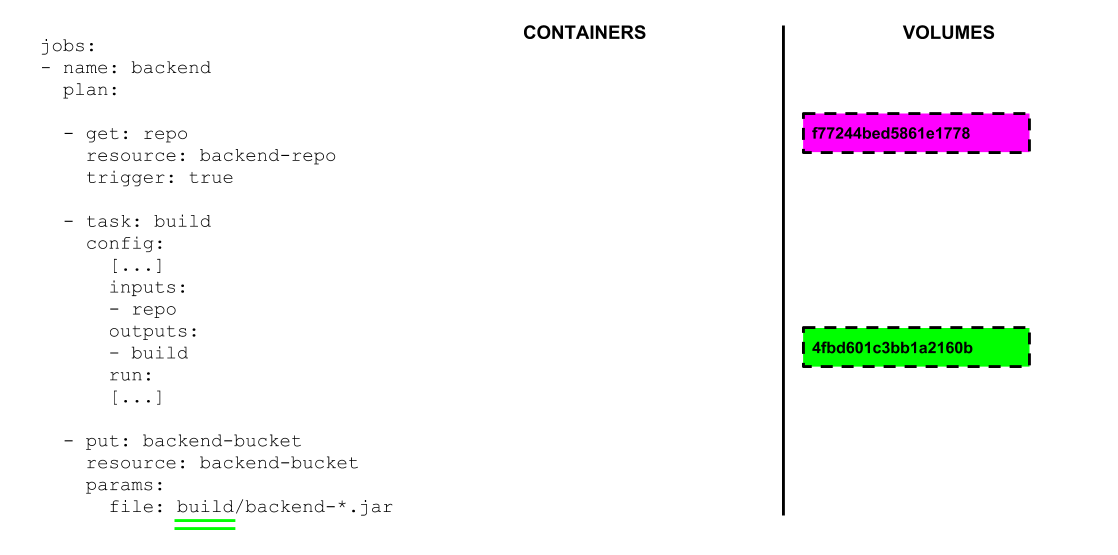 CONTAINERS
VOLUMES
jobs:
- name: backend
  plan:
  - get: repo
    resource: backend-repo
    trigger: true
  - task: build
    config:
      [...]
      inputs:
      - repo
      outputs:
      - build
      run:
      [...]
  - put: backend-bucket
    resource: backend-bucket
    params:
      file: build/backend-*.jar
f77244bed5861e1778
4fbd601c3bb1a2160b